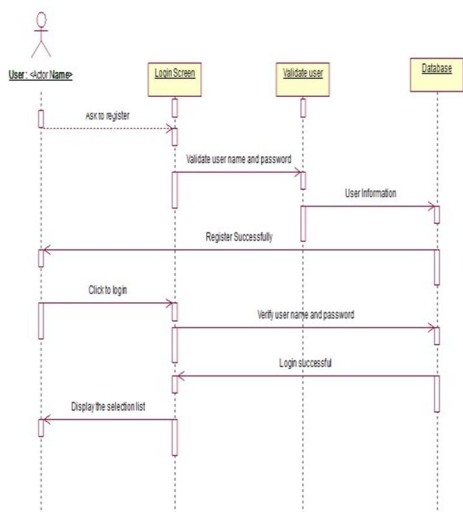 User : <Actor Name>
Login Screen
Validate user
Database
Ask to register
Validate user name and password
User Information
Register Successfully
Click to login
Verify user name and password
Login successful
Display the selection list